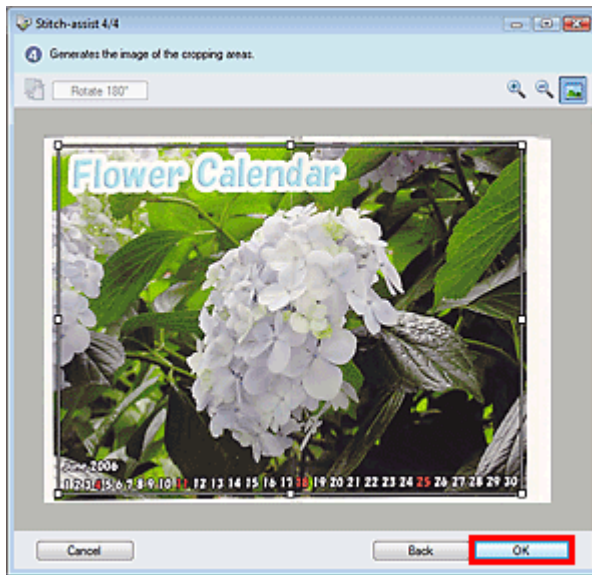 Stitch-assist 4/4
4 Generates the image of the cropping areas.
Rotate 180°
Flower Calendar
June 2006
1 2 3 4 5 6 7 8 9 10 11 12 13 14 15 16 17 18 19 20 21 22 23 24 25 26 27 28 29 30
Cancel Back OK